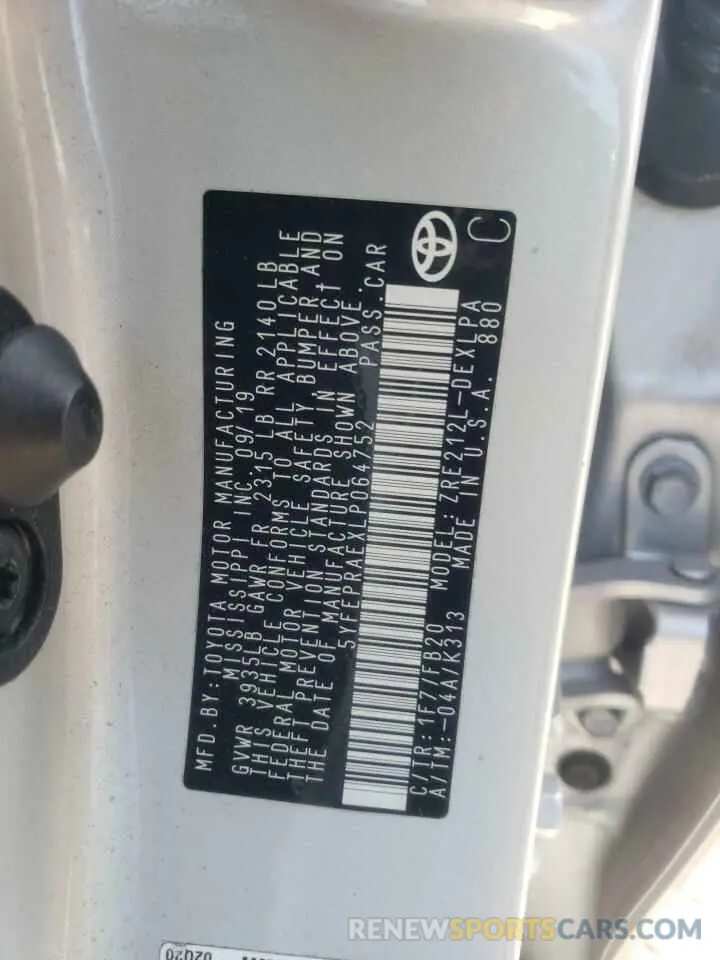 MFD.BY:TOYOTA MOTOR MANUFACTURING
MISSISSIPPI INC. 09/19
GVWR 3935LB GAWR FR 2315 LB RR 2140LB
THIS VEHICLE CONFORMS TO ALL APPLICABLE
FEDERAL MOTOR VEHICLE SAFETY, BUMPER AND
THEFT PREVENTION STANDARDS IN EFFECT ON
THE DATE OF MANUFACTURE SHOWN ABOVE.
5YFEPRAEXLP064752 PASS.CAR
C/TR:1F7/FB20 MODEL:ZRE212L-DEXLPA
A/TM:-04A/K313 MADE IN U.S.A. 880
C
02020
RENEWSPORTSCARS.COM